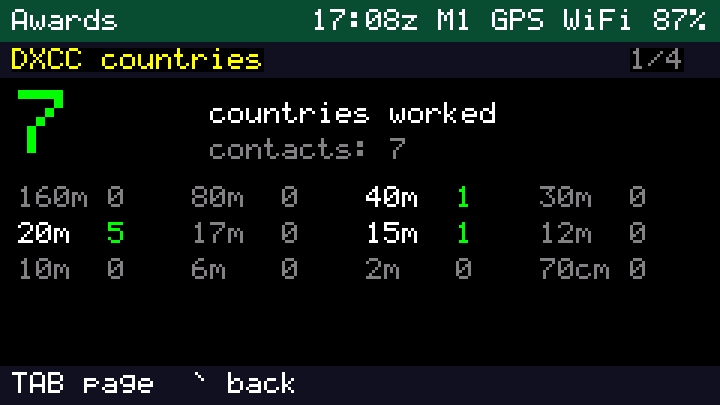 Awards 17:08z M1 GPS WiFi 87%
DXCC countries 1/4
7 countries worked
contacts: 7
160m 0 80m 0 40m 1 30m 0
20m 5 17m 0 15m 1 12m 0
10m 0 6m 0 2m 0 70cm 0
TAB page ` back